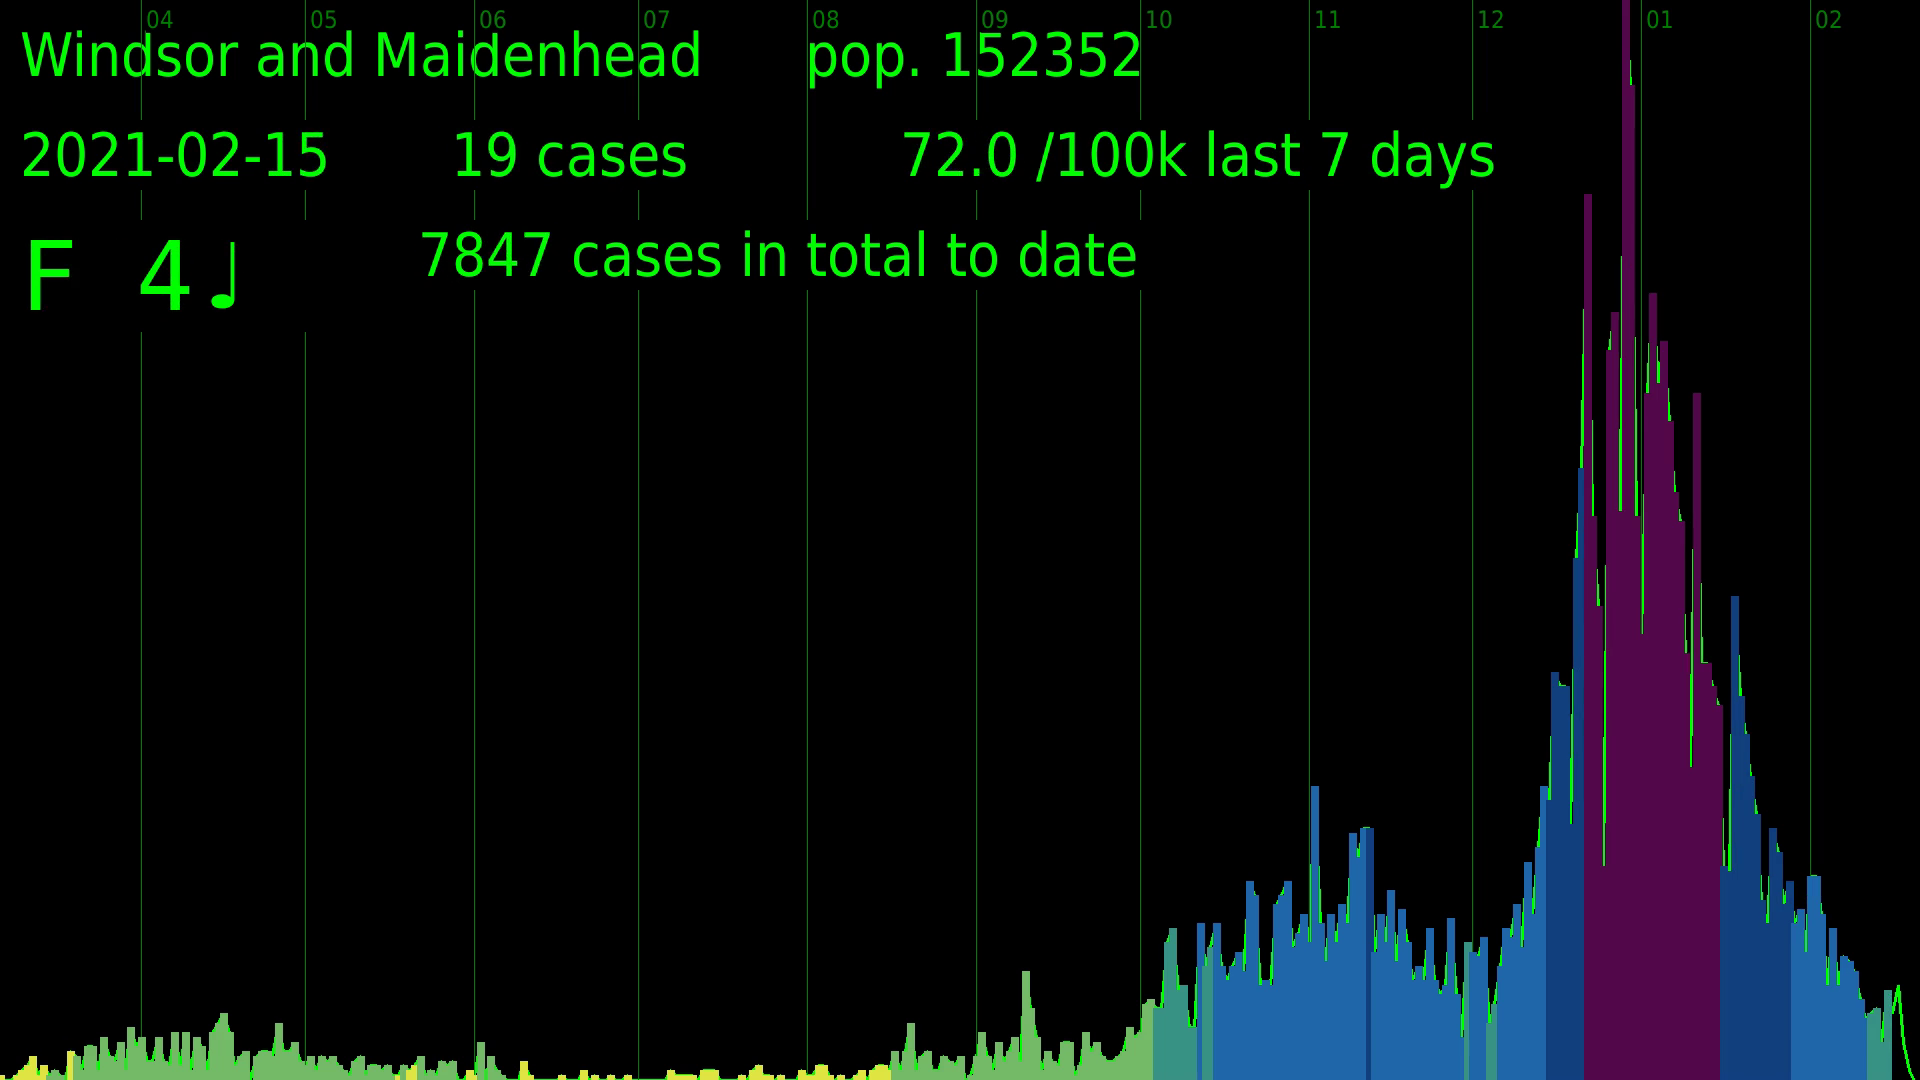 04 05 06 07 08 09 10 11 12 01 02
Windsor and Maidenhead pop. 152352
2021-02-15 19 cases 72.0 /100k last 7 days
F 4♩ 7847 cases in total to date